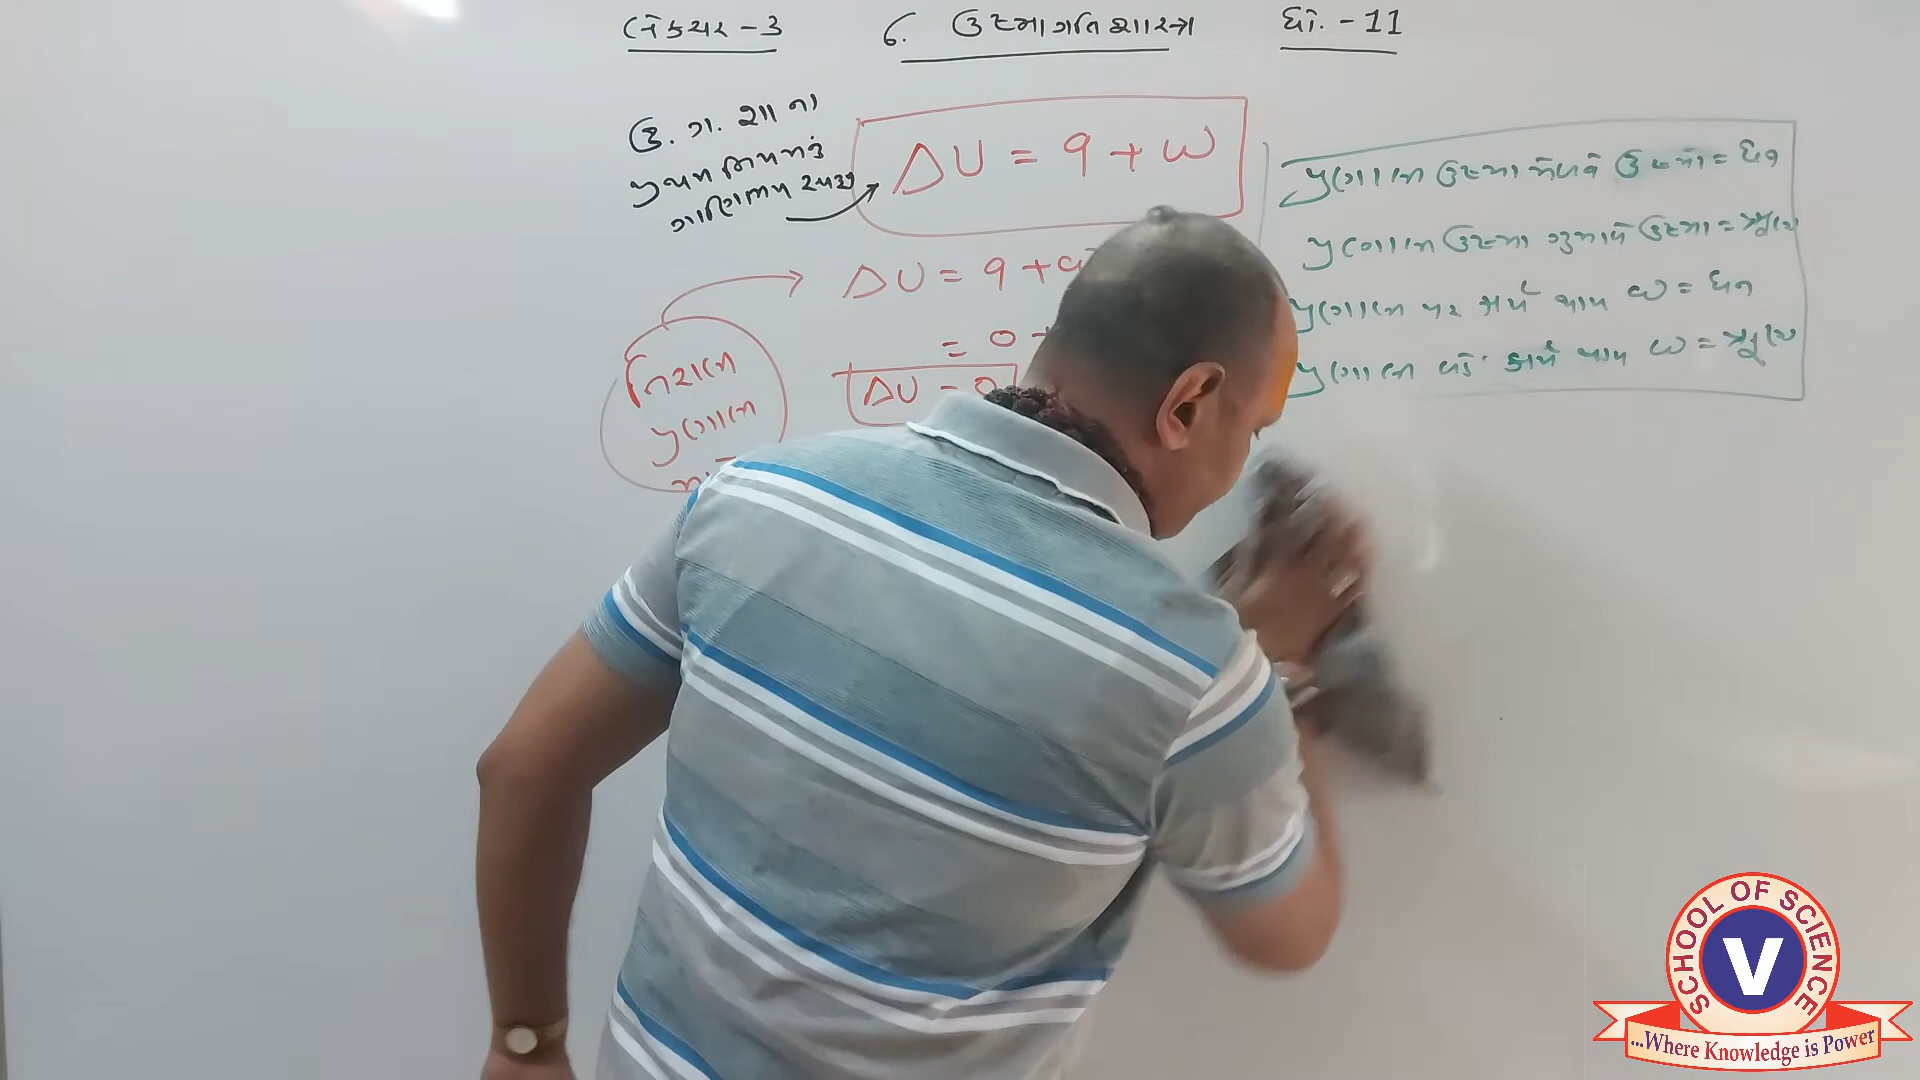 લેકચર - 3
6. ઉષ્માગતિશાસ્ત્ર
ધો. - 11
ઉ. ગ. શા ના
પ્રથમ નિયમનું
ગાણિતિક સ્વરૂપ
ΔU = q + w
ΔU = q +
= 0 +
ΔU = 0
નિરાળી
પ્રણાલી
પ્રણાલી ઉષ્મા મેળવે ઉષ્મા = ધન
પ્રણાલી ઉષ્મા ગુમાવે ઉષ્મા = ઋણ
પ્રણાલી પર કાર્ય થાય w = ધન
પ્રણાલી વડે કાર્ય થાય w = ઋણ
SCHOOL OF SCIENCE
V
...Where Knowledge is Power